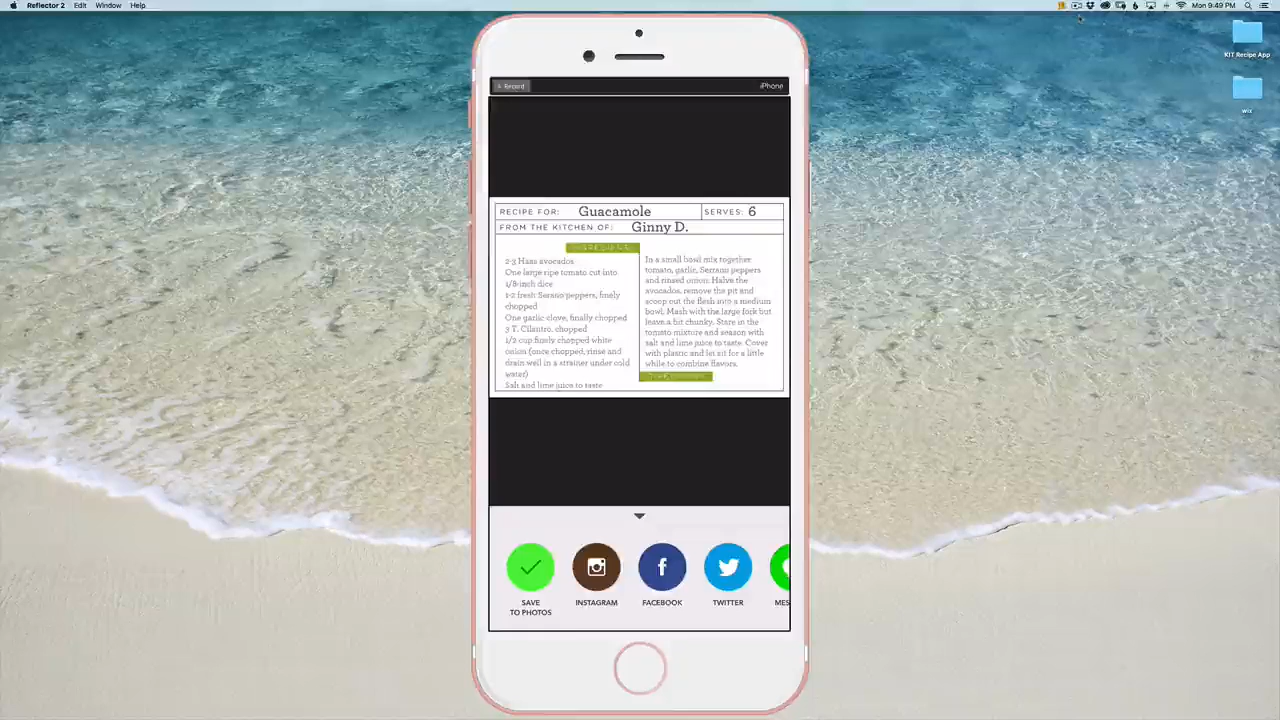 Reflector 2 Edit Window Help
Mon 9:49 PM
KIT Recipe App
wix
Record
iPhone
RECIPE FOR: Guacamole SERVES: 6
FROM THE KITCHEN OF: Ginny D.
2-3 Haas avocados
One large ripe tomato cut into
1/8-inch dice
1-2 fresh Serano peppers, finely
chopped
One garlic clove, finally chopped
3 T. Cilantro, chopped
1/2 cup finely chopped white
onion (once chopped, rinse and
drain well in a strainer under cold
water)
Salt and lime juice to taste
In a small bowl mix together
tomato, garlic, Serrano peppers
and rinsed onion. Halve the
avocados, remove the pit and
scoop out the flesh into a medium
bowl. Mash with the large fork but
leave a bit chunky. Stare in the
tomato mixture and season with
salt and lime juice to taste. Cover
with plastic and let sit for a little
while to combine flavors.
SAVE
TO PHOTOS
INSTAGRAM
FACEBOOK
TWITTER
MES